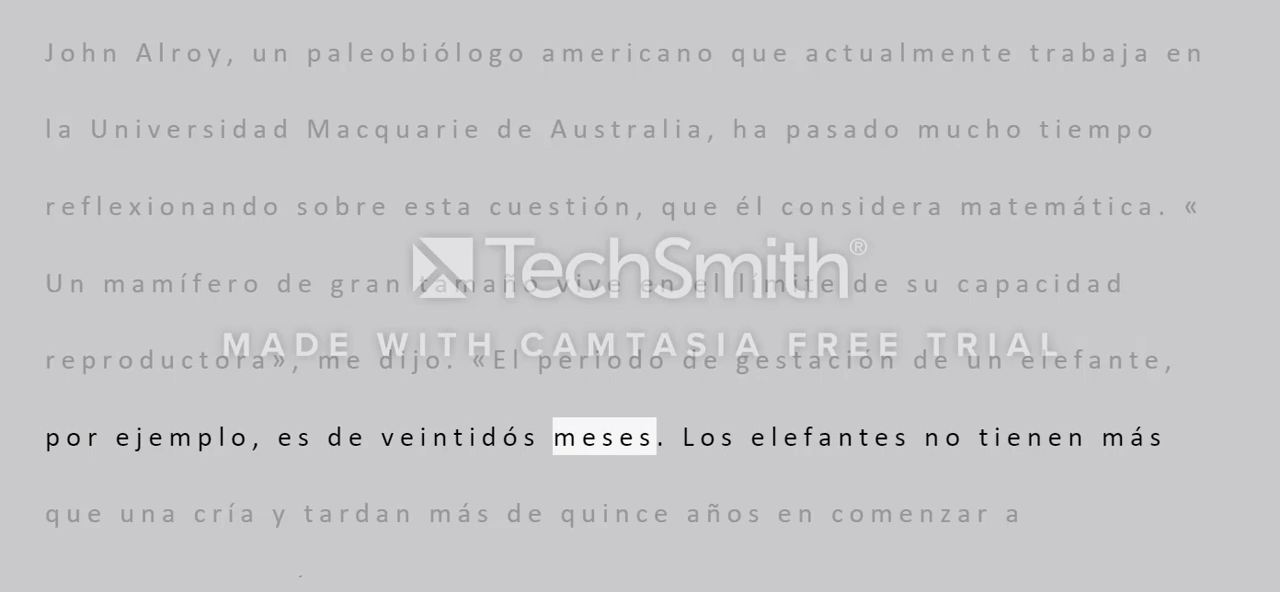 John Alroy, un paleobiólogo americano que actualmente trabaja en
la Universidad Macquarie de Australia, ha pasado mucho tiempo
reflexionando sobre esta cuestión, que él considera matemática. «
TechSmith®
Un mamífero de gran tamaño vive en el límite de su capacidad
MADE WITH CAMTASIA FREE TRIAL
reproductora», me dijo. «El periodo de gestación de un elefante,
por ejemplo, es de veintidós meses. Los elefantes no tienen más
que una cría y tardan más de quince años en comenzar a